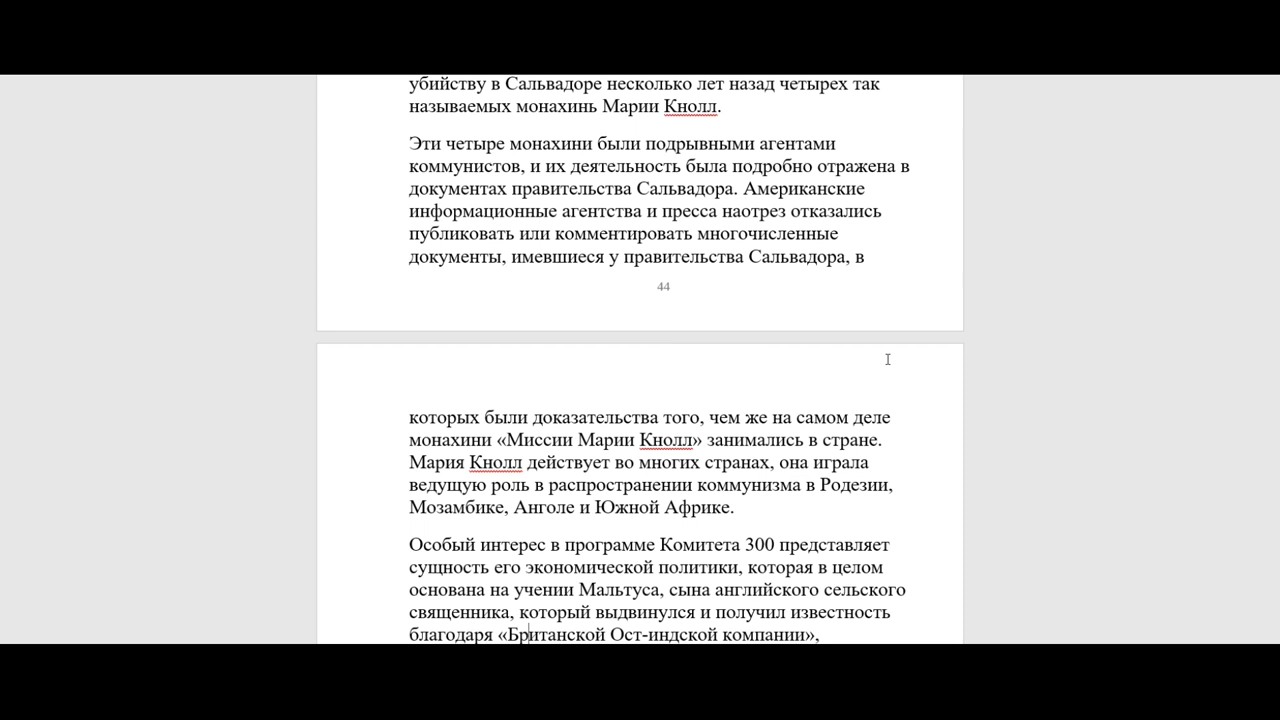 убийству в Сальвадоре несколько лет назад четырех так
называемых монахинь Марии Кнолл.
Эти четыре монахини были подрывными агентами
коммунистов, и их деятельность была подробно отражена в
документах правительства Сальвадора. Американские
информационные агентства и пресса наотрез отказались
публиковать или комментировать многочисленные
документы, имевшиеся у правительства Сальвадора, в
44
которых были доказательства того, чем же на самом деле
монахини «Миссии Марии Кнолл» занимались в стране.
Мария Кнолл действует во многих странах, она играла
ведущую роль в распространении коммунизма в Родезии,
Мозамбике, Анголе и Южной Африке.
Особый интерес в программе Комитета 300 представляет
сущность его экономической политики, которая в целом
основана на учении Мальтуса, сына английского сельского
священника, который выдвинулся и получил известность
благодаря «Британской Ост-индской компании»,